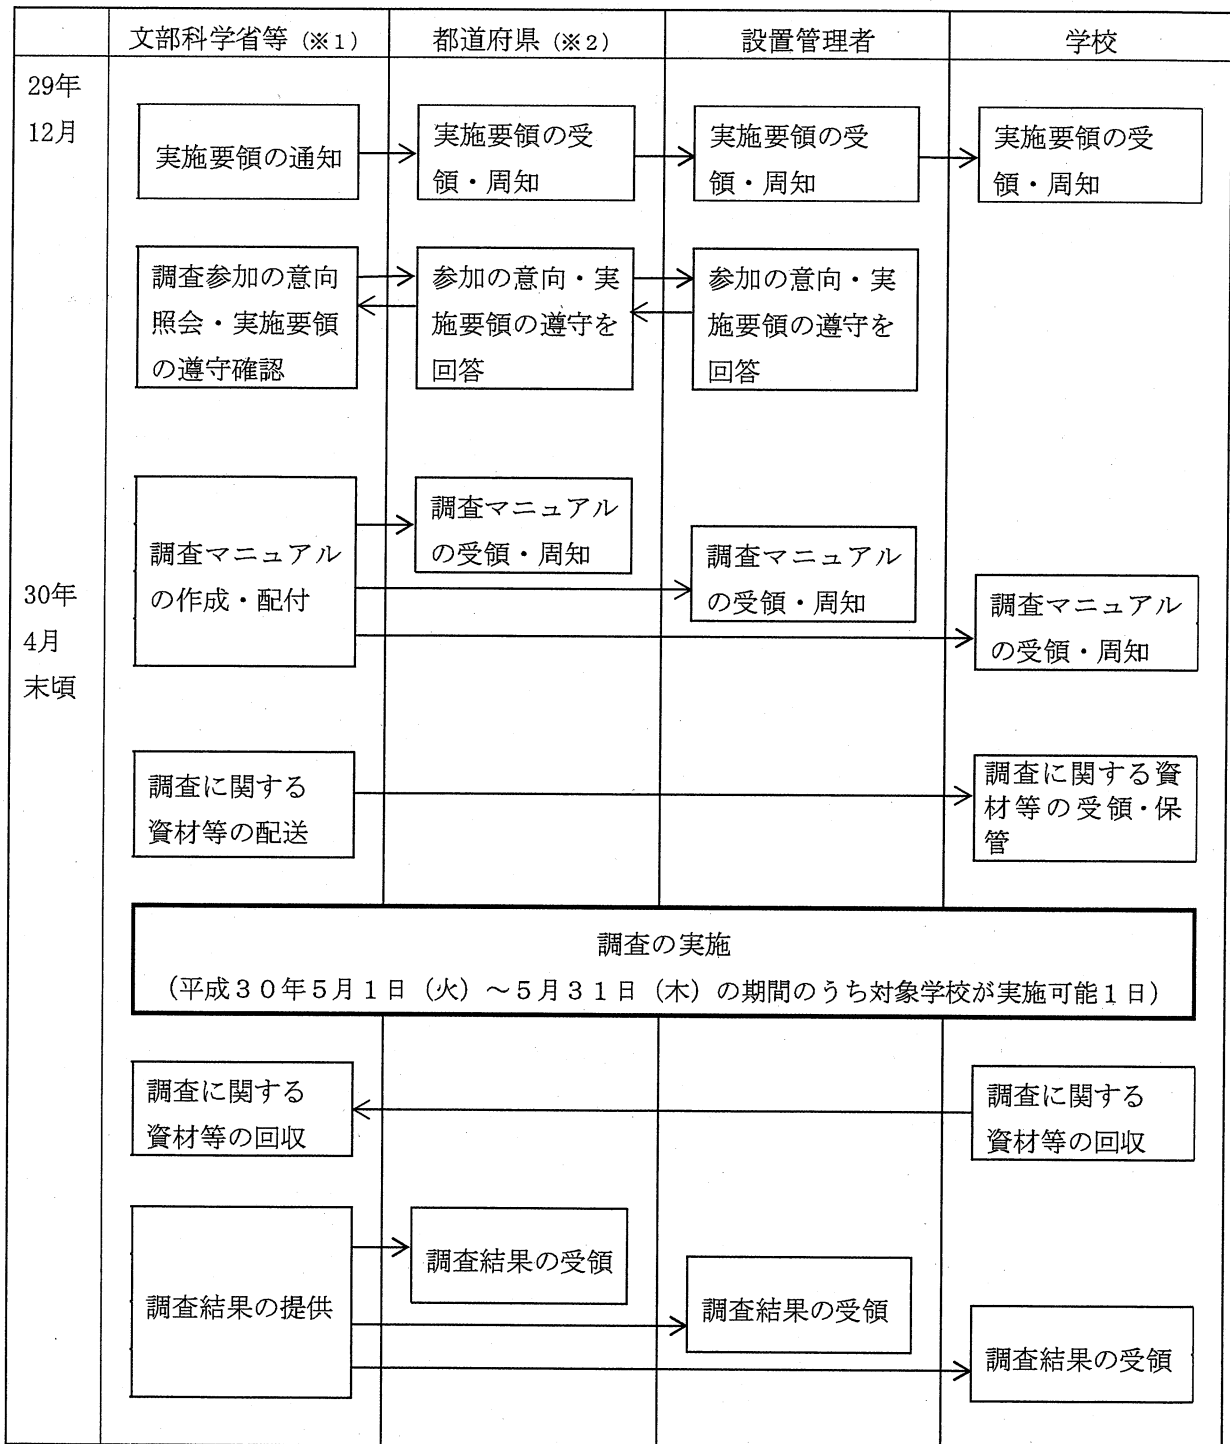 文部科学省等（※１）
都道府県（※２）
設置管理者
学校
29年
12月
実施要領の通知
実施要領の受
領・周知
実施要領の受
領・周知
実施要領の受
領・周知
調査参加の意向
照会・実施要領
の遵守確認
参加の意向・実
施要領の遵守を
回答
参加の意向・実
施要領の遵守を
回答
30年
4月
末頃
調査マニュアル
の作成・配付
調査マニュアル
の受領・周知
調査マニュアル
の受領・周知
調査マニュアル
の受領・周知
調査に関する
資材等の配送
調査に関する資
材等の受領・保
管
調査の実施
（平成３０年５月１日（火）～５月３１日（木）の期間のうち対象学校が実施可能１日）
調査に関する
資材等の回収
調査に関する
資材等の回収
調査結果の提供
調査結果の受領
調査結果の受領
調査結果の受領